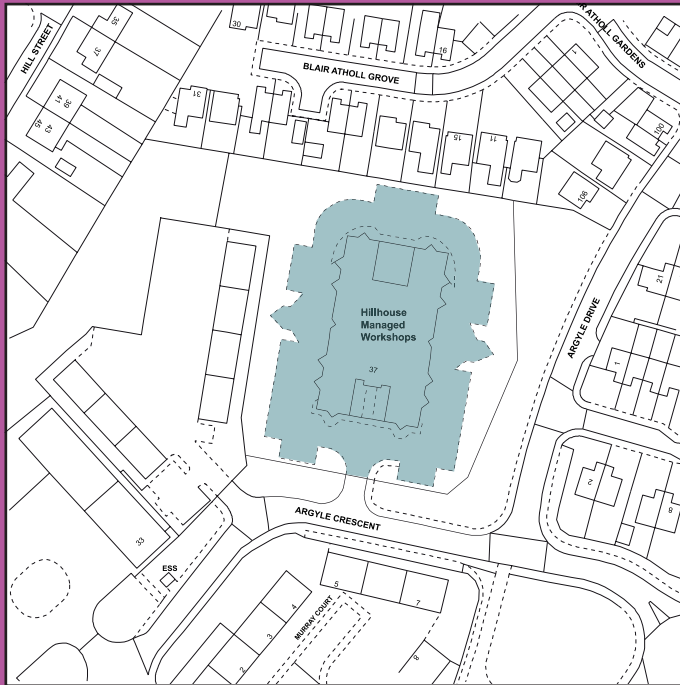 HILL STREET
35
37
39
41
43
45
30
16
BLAIR ATHOLL GROVE
BLAIR ATHOLL GARDENS
31
15
11
100
106
Hillhouse
Managed
Workshops
37
ARGYLE DRIVE
21
1
2
8
ARGYLE CRESCENT
33
ESS
5
7
4
3
2
MURRAY COURT
8